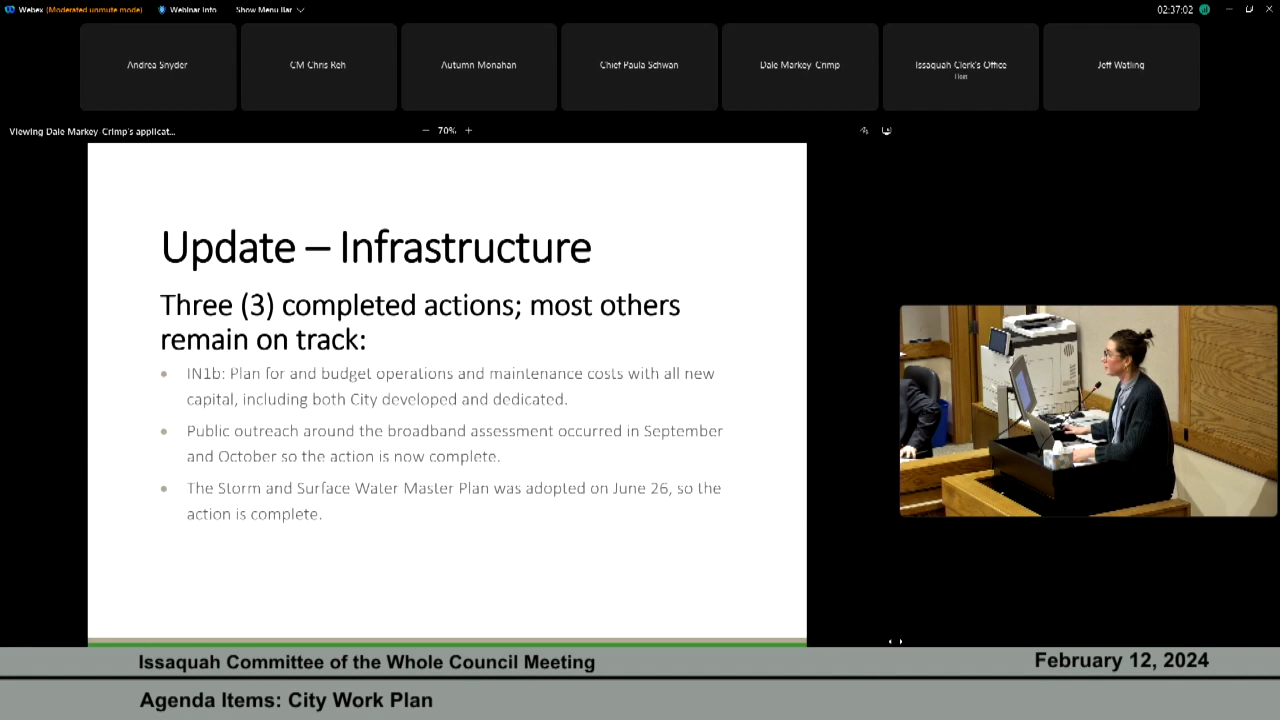 Webex (Moderated unmute mode) Webinar Info Show Menu Bar 02:37:02
Andrea Snyder CM Chris Reh Autumn Monahan Chief Paula Schwan Dale Markey-Crimp Issaquah Clerk's Office Jeff Watling
Host
Viewing Dale Markey-Crimp's applicat... 70%
Update – Infrastructure
Three (3) completed actions; most others
remain on track:
IN1b: Plan for and budget operations and maintenance costs with all new
capital, including both City developed and dedicated.
Public outreach around the broadband assessment occurred in September
and October so the action is now complete.
The Storm and Surface Water Master Plan was adopted on June 26, so the
action is complete.
Issaquah Committee of the Whole Council Meeting February 12, 2024
Agenda Items: City Work Plan